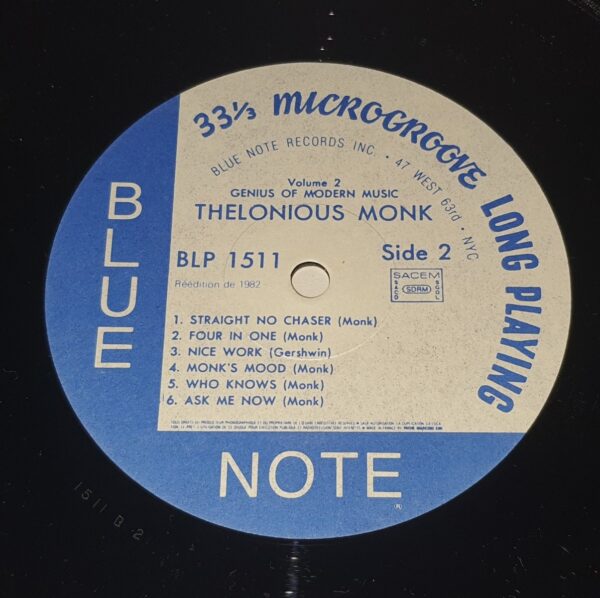 33⅓ MICROGROOVE LONG PLAYING
BLUE NOTE RECORDS INC. • 47 WEST 63rd • NYC
Volume 2
GENIUS OF MODERN MUSIC
THELONIOUS MONK
BLP 1511
Side 2
Réédition de 1982
SACEM
SACD
SDRM
SGDL
1. STRAIGHT NO CHASER (Monk)
2. FOUR IN ONE (Monk)
3. NICE WORK (Gershwin)
4. MONK'S MOOD (Monk)
5. WHO KNOWS (Monk)
6. ASK ME NOW (Monk)
BLUE
NOTE
®
1511 B 2